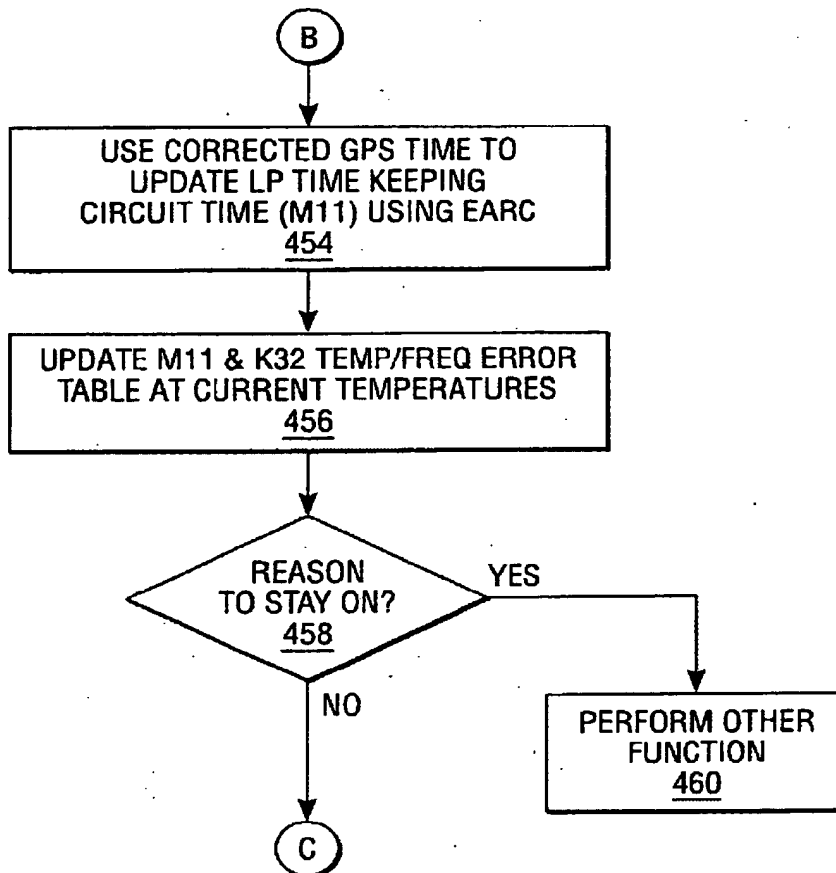 B
USE CORRECTED GPS TIME TO
UPDATE LP TIME KEEPING
CIRCUIT TIME (M11) USING EARC
454
UPDATE M11 & K32 TEMP/FREQ ERROR
TABLE AT CURRENT TEMPERATURES
456
REASON
TO STAY ON?
458
YES
NO
PERFORM OTHER
FUNCTION
460
C